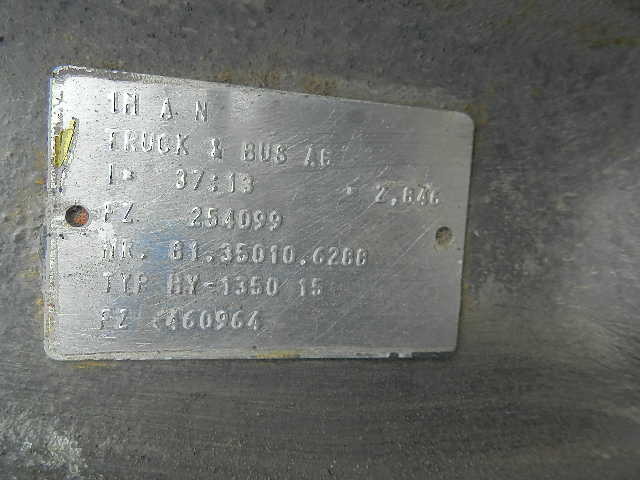 M A N
TRUCK & BUS AG
I= 37:13 = 2,846
FZ 254099
NR. 81.35010.6288
TYP HY-1350 15
FZ 460964